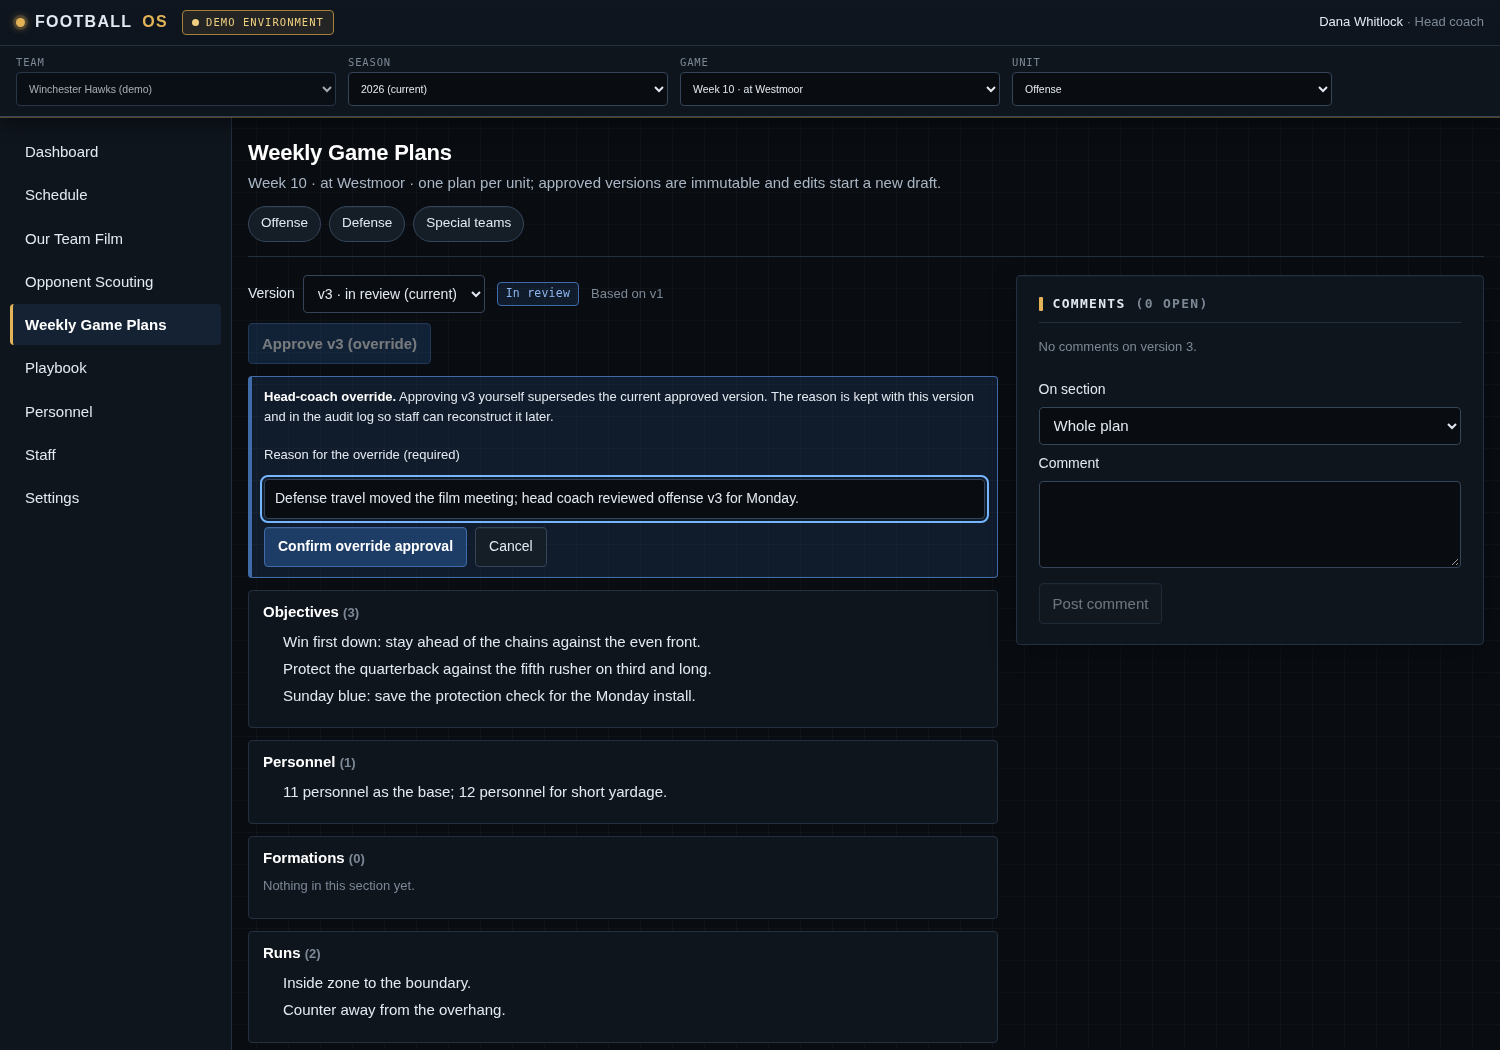 FOOTBALL OS
DEMO ENVIRONMENT
Dana Whitlock · Head coach
TEAM
Winchester Hawks (demo)
SEASON
2026 (current)
GAME
Week 10 · at Westmoor
UNIT
Offense
Dashboard
Schedule
Our Team Film
Opponent Scouting
Weekly Game Plans
Playbook
Personnel
Staff
Settings
Weekly Game Plans
Week 10 · at Westmoor · one plan per unit; approved versions are immutable and edits start a new draft.
Offense
Defense
Special teams
Version
v3 · in review (current)
In review
Based on v1
Approve v3 (override)
Head-coach override. Approving v3 yourself supersedes the current approved version. The reason is kept with this version
and in the audit log so staff can reconstruct it later.
Reason for the override (required)
Defense travel moved the film meeting; head coach reviewed offense v3 for Monday.
Confirm override approval
Cancel
Objectives (3)
Win first down: stay ahead of the chains against the even front.
Protect the quarterback against the fifth rusher on third and long.
Sunday blue: save the protection check for the Monday install.
Personnel (1)
11 personnel as the base; 12 personnel for short yardage.
Formations (0)
Nothing in this section yet.
Runs (2)
Inside zone to the boundary.
Counter away from the overhang.
COMMENTS (0 OPEN)
No comments on version 3.
On section
Whole plan
Comment
Post comment